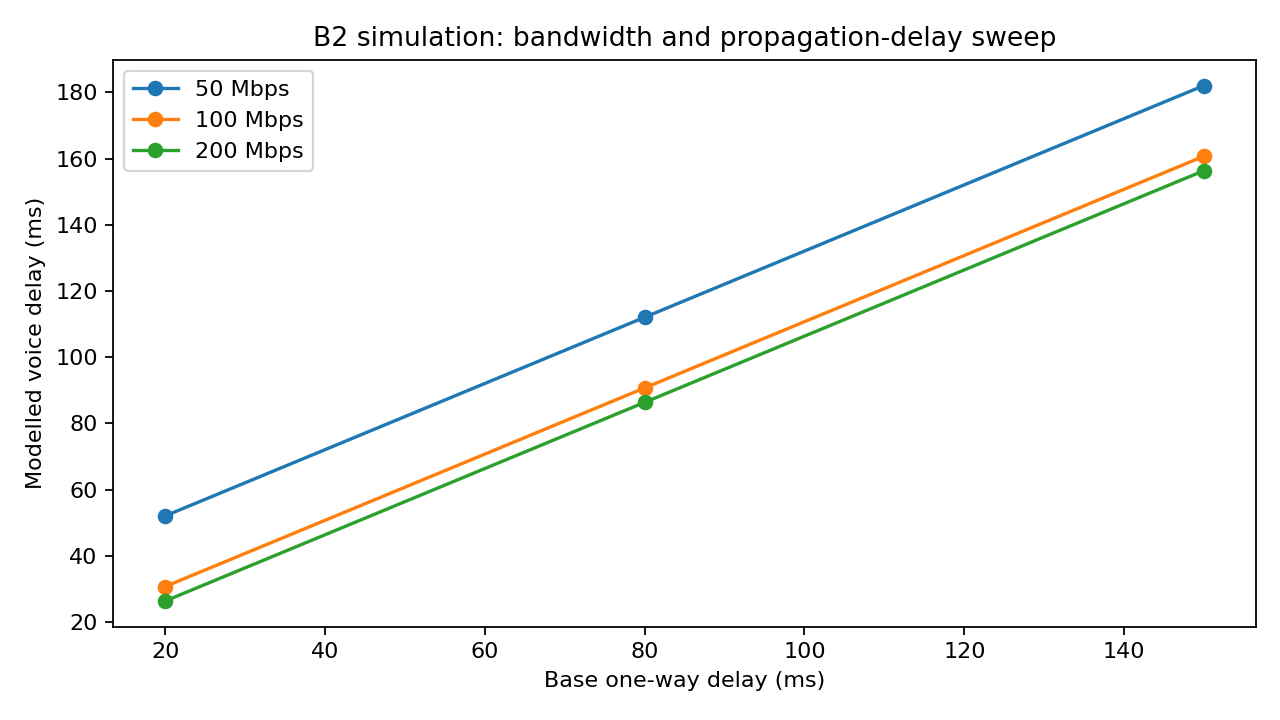 B2 simulation: bandwidth and propagation-delay sweep
50 Mbps
100 Mbps
200 Mbps
Modelled voice delay (ms)
180
160
140
120
100
80
60
40
20
20 40 60 80 100 120 140
Base one-way delay (ms)